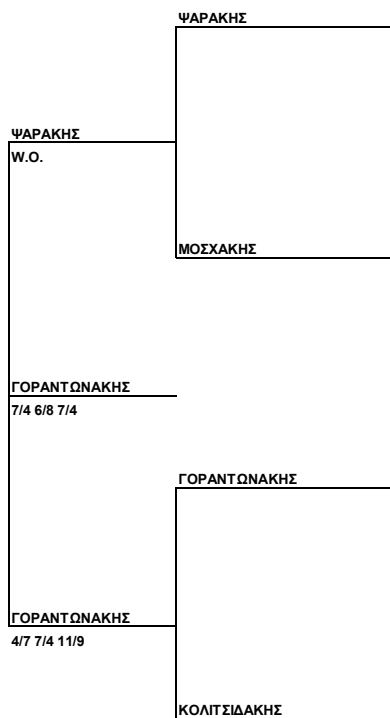 ΨΑΡΑΚΗΣ
ΨΑΡΑΚΗΣ
W.O.
ΜΟΣΧΑΚΗΣ
ΓΟΡΑΝΤΩΝΑΚΗΣ
7/4 6/8 7/4
ΓΟΡΑΝΤΩΝΑΚΗΣ
ΓΟΡΑΝΤΩΝΑΚΗΣ
4/7 7/4 11/9
ΚΟΛΙΤΣΙΔΑΚΗΣ